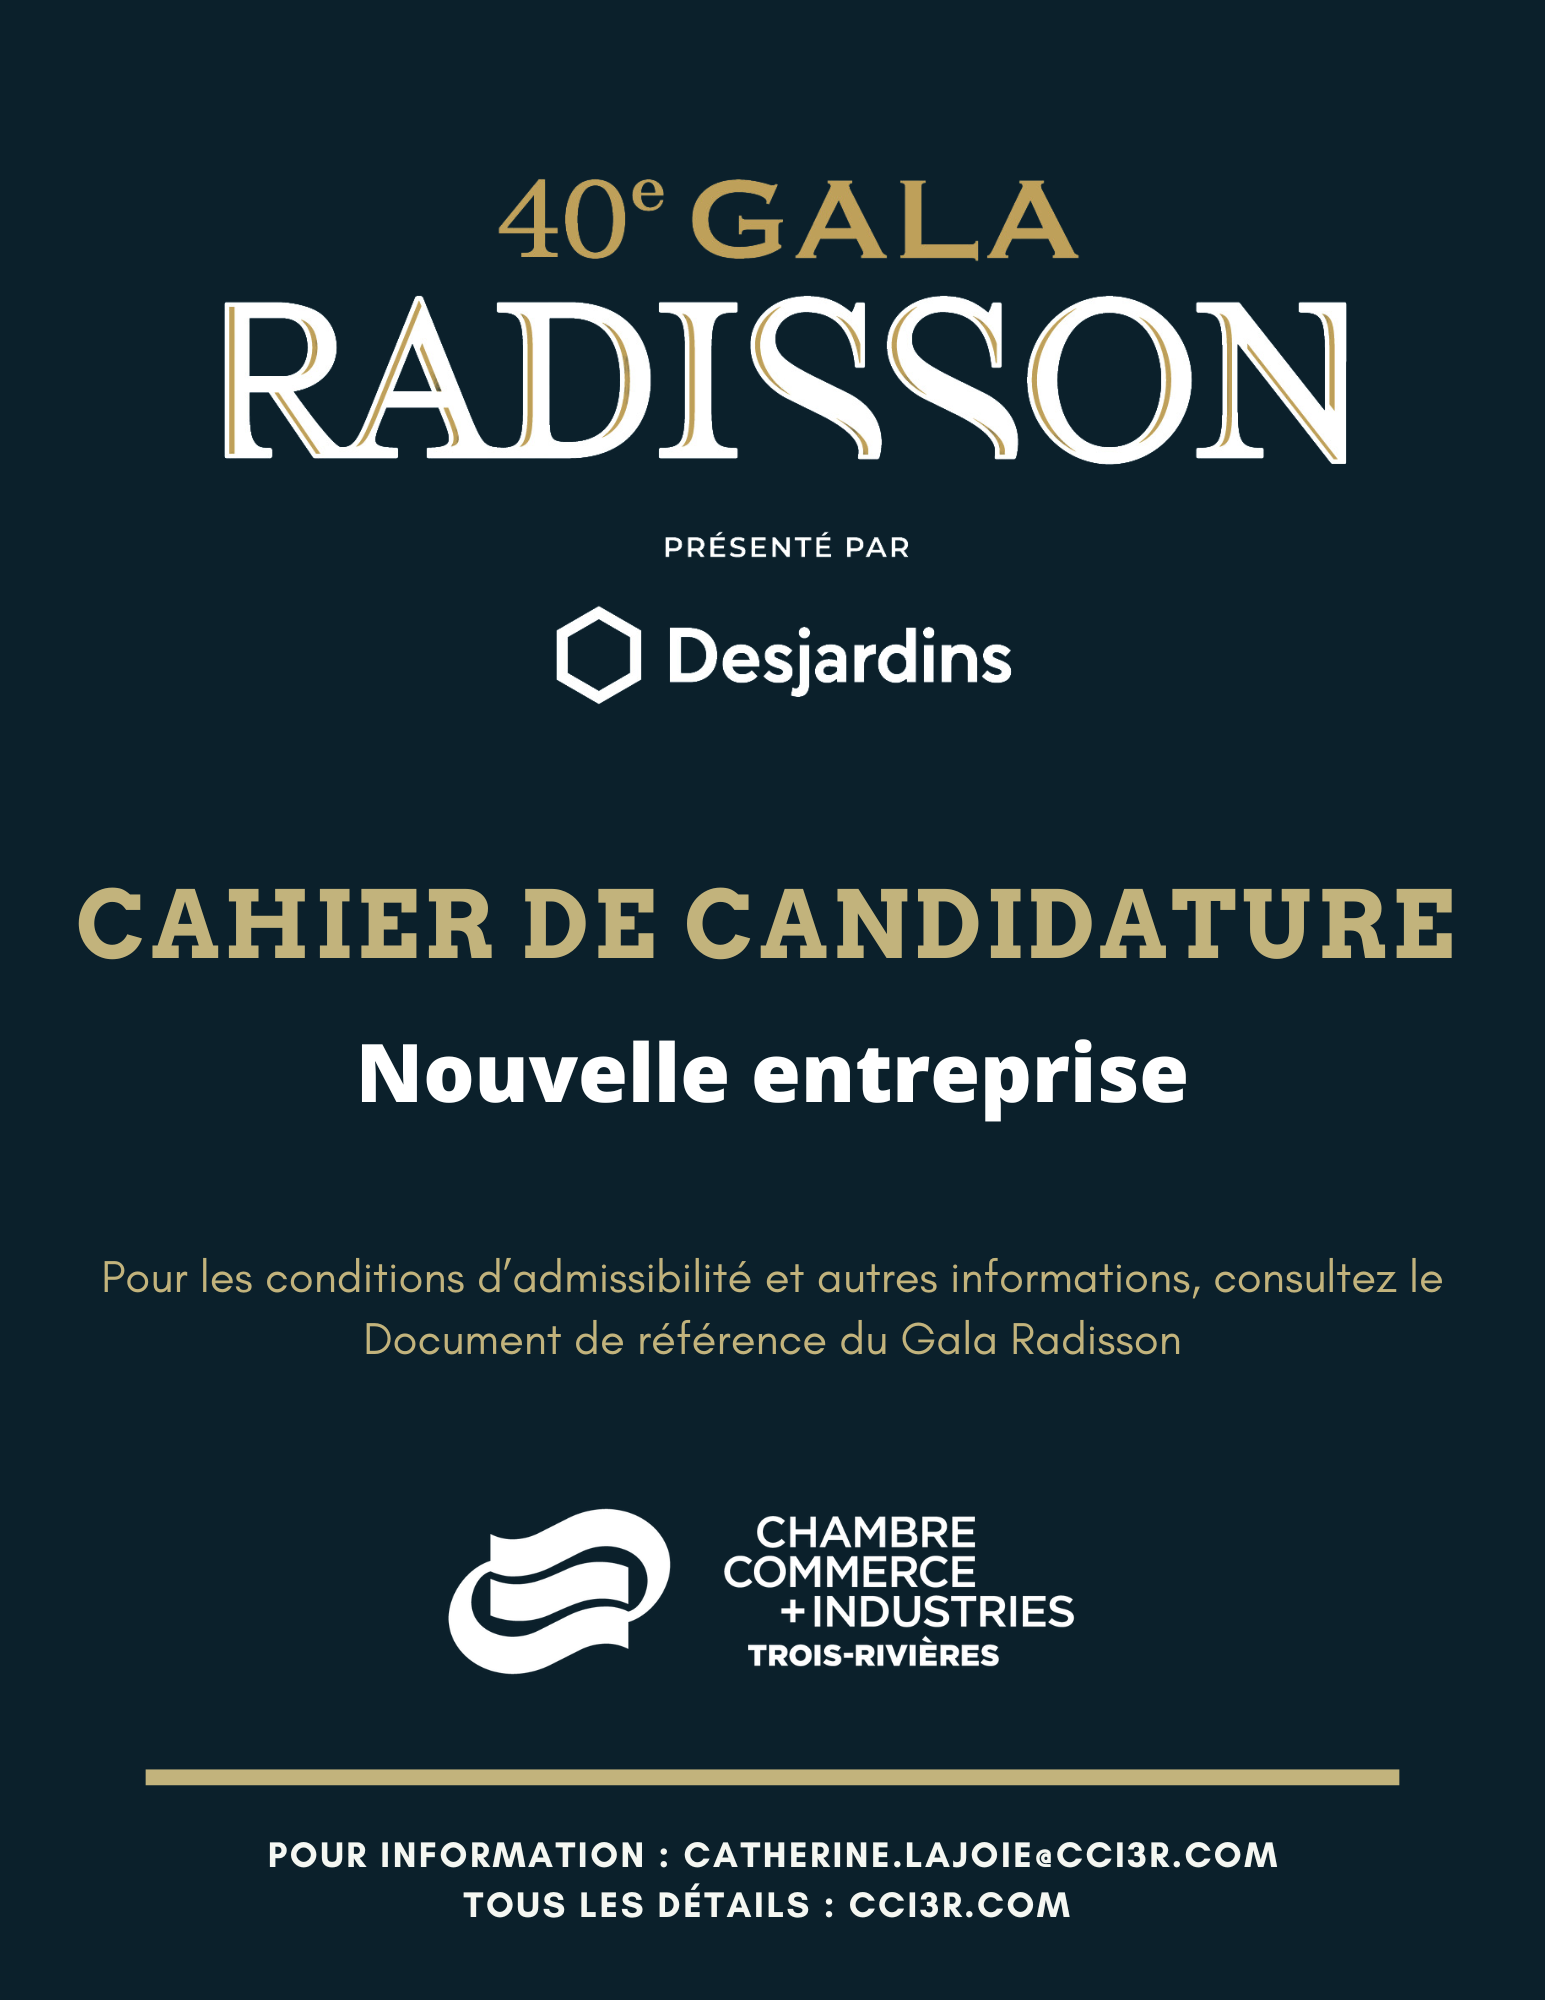 40e GALA
RADISSON
PRÉSENTÉ PAR
Desjardins
CAHIER DE CANDIDATURE
Nouvelle entreprise
Pour les conditions d’admissibilité et autres informations, consultez le
Document de référence du Gala Radisson
CHAMBRE
COMMERCE
+INDUSTRIES
TROIS-RIVIÈRES
POUR INFORMATION : CATHERINE.LAJOIE@CCI3R.COM
TOUS LES DÉTAILS : CCI3R.COM